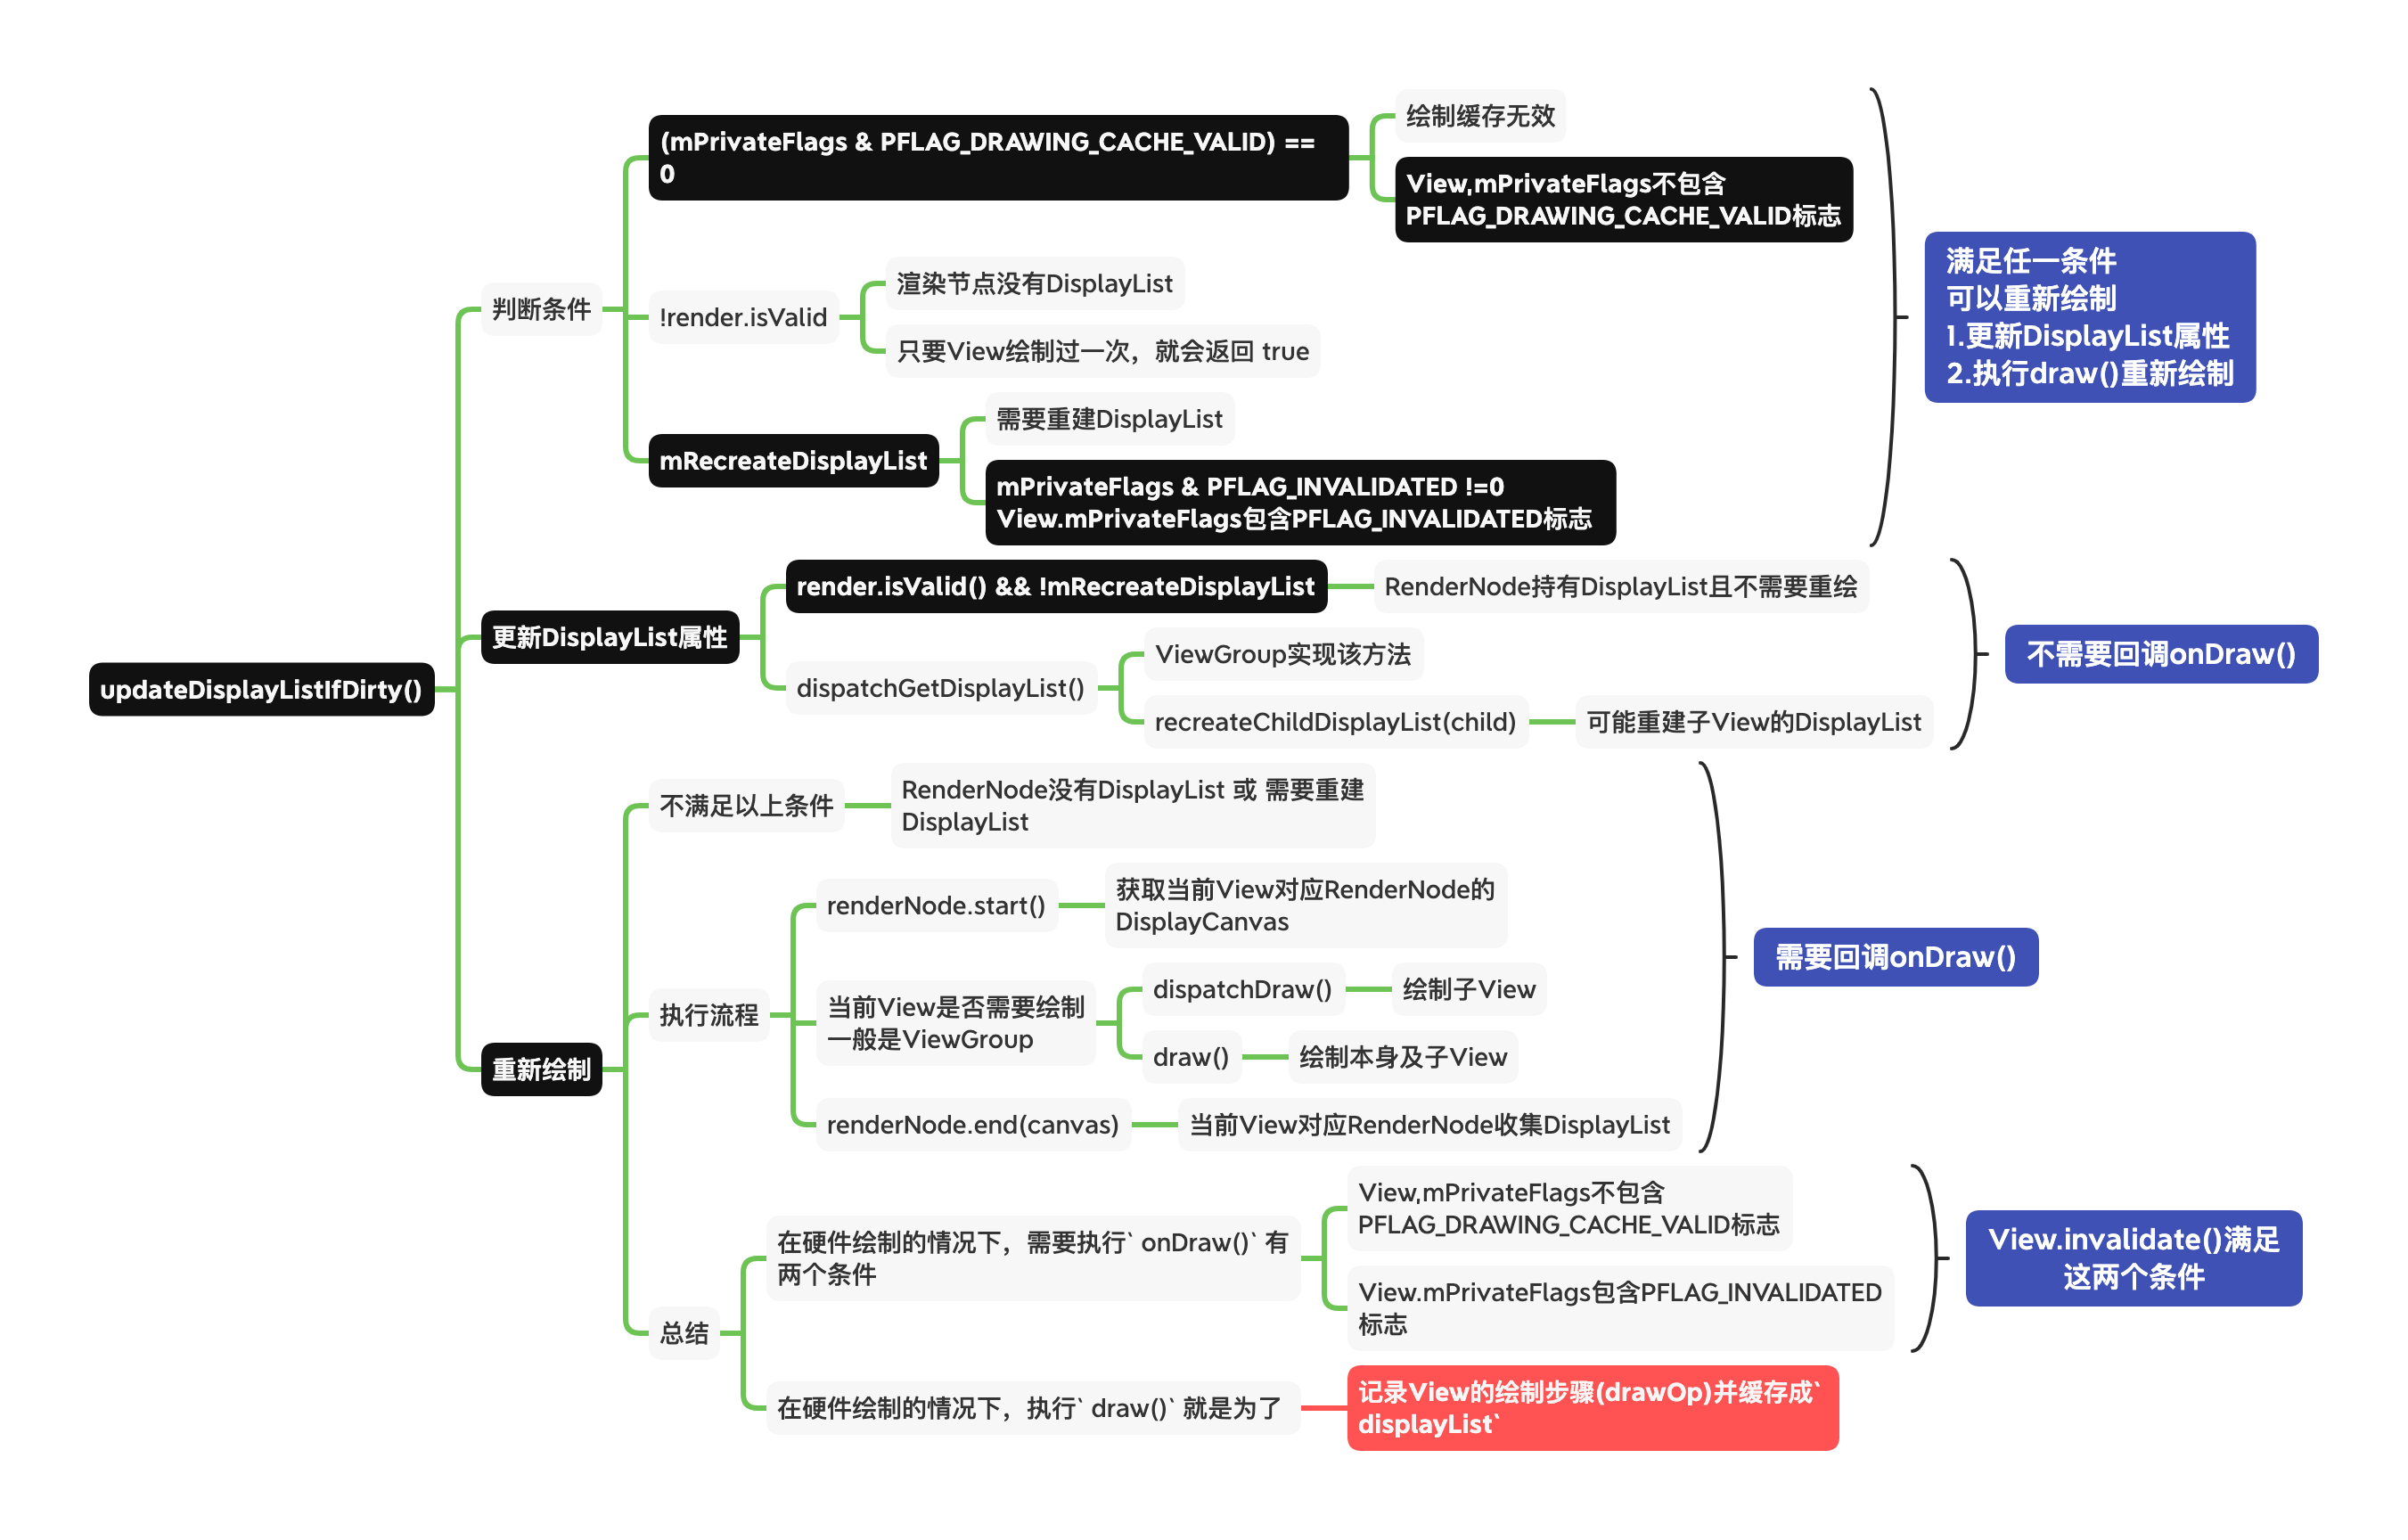 updateDisplayListIfDirty()
判断条件
(mPrivateFlags & PFLAG_DRAWING_CACHE_VALID) ==
0
绘制缓存无效
View,mPrivateFlags不包含
PFLAG_DRAWING_CACHE_VALID标志
!render.isValid
渲染节点没有DisplayList
只要View绘制过一次，就会返回 true
mRecreateDisplayList
需要重建DisplayList
mPrivateFlags & PFLAG_INVALIDATED !=0
View.mPrivateFlags包含PFLAG_INVALIDATED标志
满足任一条件
可以重新绘制
1.更新DisplayList属性
2.执行draw()重新绘制
更新DisplayList属性
render.isValid() && !mRecreateDisplayList
RenderNode持有DisplayList且不需要重绘
dispatchGetDisplayList()
ViewGroup实现该方法
recreateChildDisplayList(child)
可能重建子View的DisplayList
不需要回调onDraw()
重新绘制
不满足以上条件
RenderNode没有DisplayList 或 需要重建
DisplayList
执行流程
renderNode.start()
获取当前View对应RenderNode的
DisplayCanvas
当前View是否需要绘制
一般是ViewGroup
dispatchDraw()
绘制子View
draw()
绘制本身及子View
renderNode.end(canvas)
当前View对应RenderNode收集DisplayList
需要回调onDraw()
总结
在硬件绘制的情况下，需要执行` onDraw()` 有
两个条件
View,mPrivateFlags不包含
PFLAG_DRAWING_CACHE_VALID标志
View.mPrivateFlags包含PFLAG_INVALIDATED
标志
View.invalidate()满足
这两个条件
在硬件绘制的情况下，执行` draw()` 就是为了
记录View的绘制步骤(drawOp)并缓存成`
displayList`